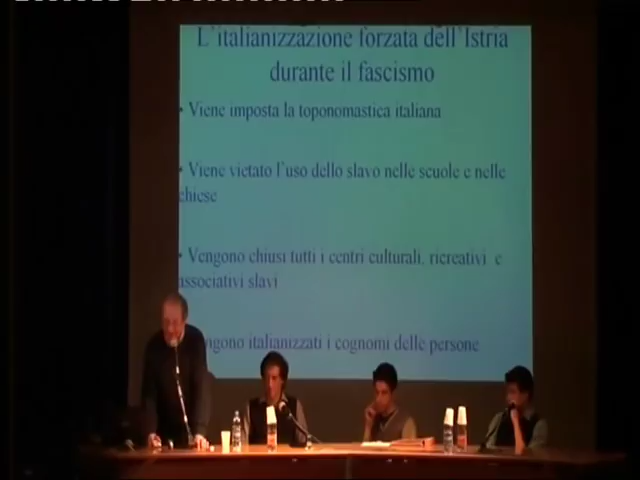 L'italianizzazione forzata dell'Istria
durante il fascismo
• Viene imposta la toponomastica italiana
• Viene vietato l'uso dello slavo nelle scuole e nelle
chiese
• Vengono chiusi tutti i centri culturali, ricreativi e
associativi slavi
ngono italianizzati i cognomi delle persone